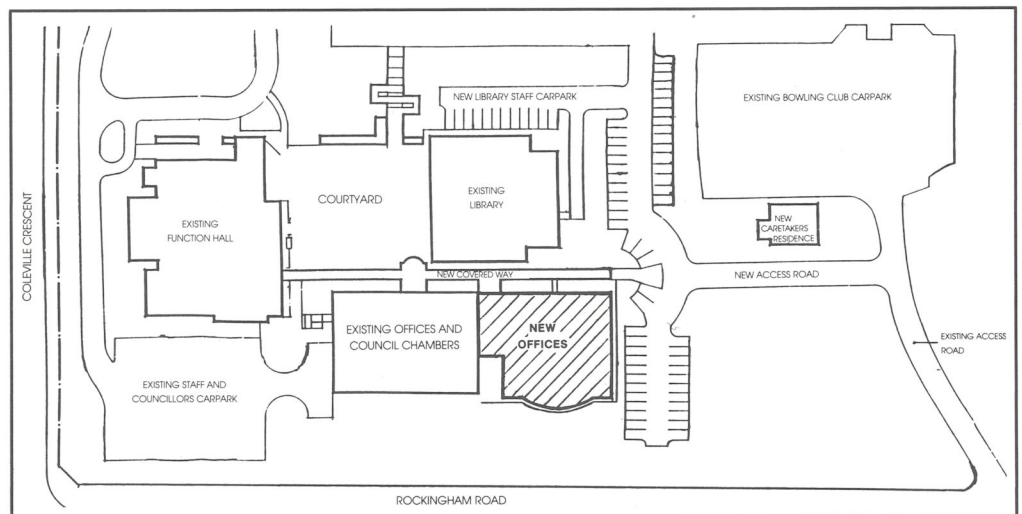 NEW LIBRARY STAFF CARPARK
EXISTING BOWLING CLUB CARPARK
COURTYARD
EXISTING
LIBRARY
EXISTING
FUNCTION HALL
NEW
CARETAKERS
RESIDENCE
COLEVILLE CRESCENT
NEW COVERED WAY
NEW ACCESS ROAD
EXISTING OFFICES AND
COUNCIL CHAMBERS
NEW
OFFICES
EXISTING ACCESS
ROAD
EXISTING STAFF AND
COUNCILLORS CARPARK
ROCKINGHAM ROAD